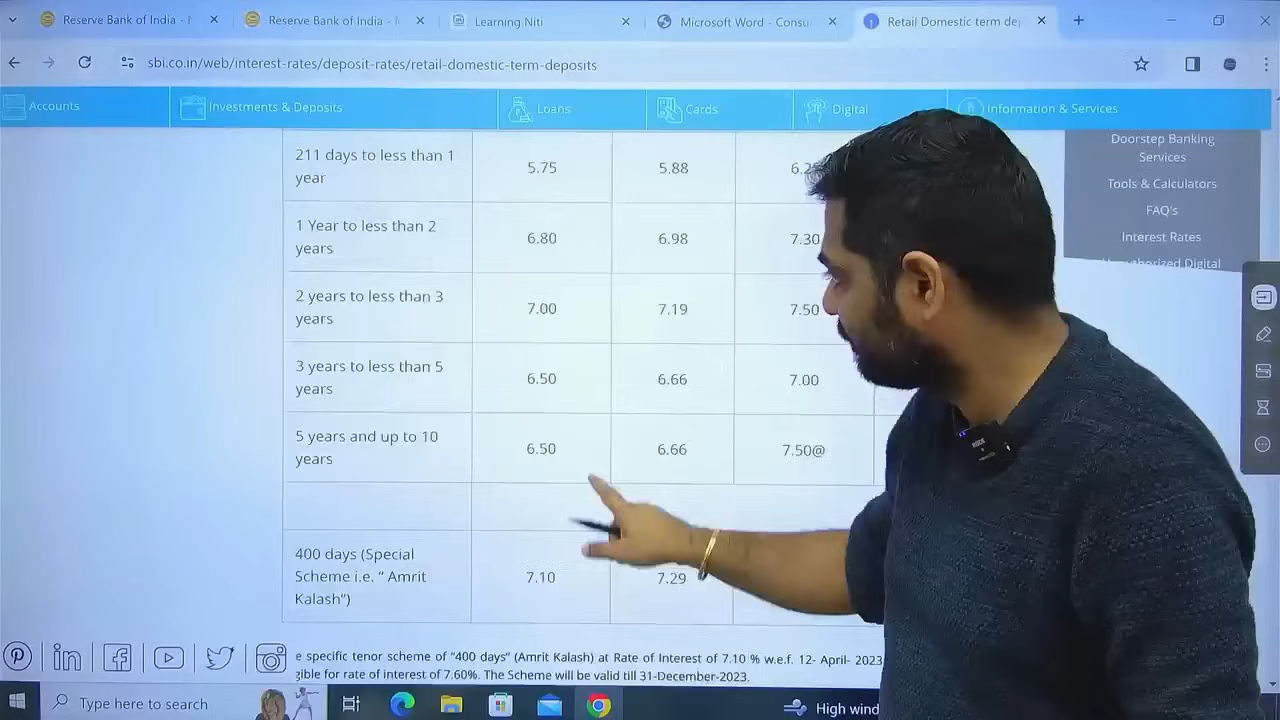 Reserve Bank of India -
Reserve Bank of India -
Learning Niti
Microsoft Word - Consu
Retail Domestic term de
sbi.co.in/web/interest-rates/deposit-rates/retail-domestic-term-deposits
Accounts
Investments & Deposits
Loans
Cards
Digital
Information & Services
Doorstep Banking
Services
Tools & Calculators
FAQ's
Interest Rates
Digital
211 days to less than 1
year
5.75
5.88
6.2
1 Year to less than 2
years
6.80
6.98
7.30
2 years to less than 3
years
7.00
7.19
7.50
3 years to less than 5
years
6.50
6.66
7.00
5 years and up to 10
years
6.50
6.66
7.50@
400 days (Special
Scheme i.e. " Amrit
Kalash")
7.10
7.29
e specific tenor scheme of "400 days" (Amrit Kalash) at Rate of Interest of 7.10 % w.e.f. 12- April- 2023
gible for rate of interest of 7.60%. The Scheme will be valid till 31-December-2023.
Type here to search
High wind